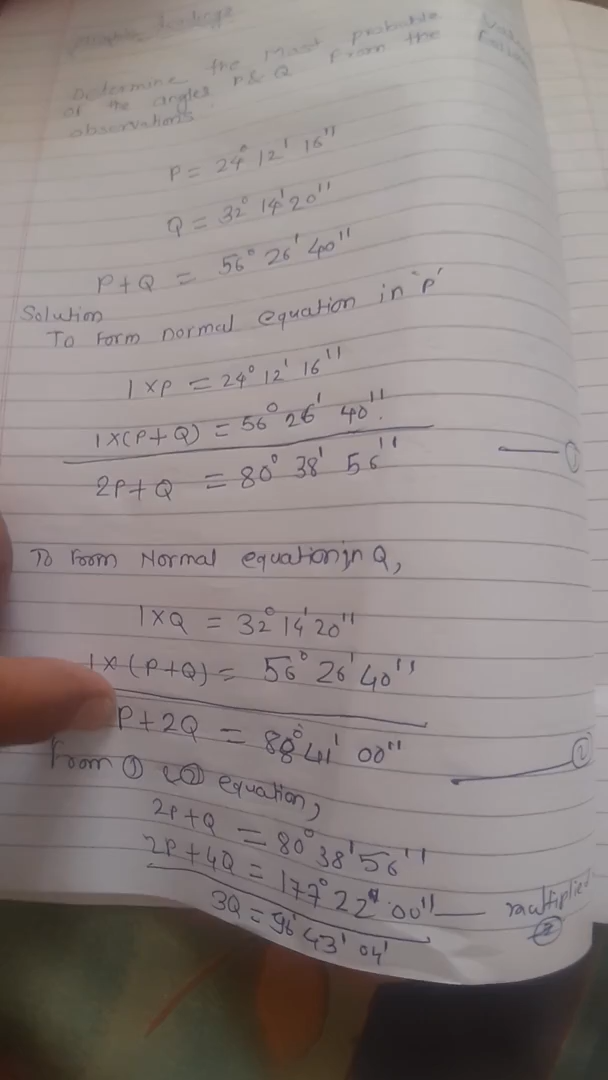 Determine the Most probable Value
of the angles P & Q from the follow
observations.
P = 24° 12' 16"
Q = 32° 14' 20"
P + Q = 56° 26' 40"
Solution
To Form normal equation in 'p'
1 × P = 24° 12' 16"
1×(P+Q) = 56° 26' 40".
2P + Q = 80° 38' 56" — ①
To Form Normal equation in Q,
1 × Q = 32° 14' 20"
1× (P+Q) = 56° 26' 40"
P + 2Q = 88° 41' 00" — ②
From ① & ② equation,
2P + Q = 80° 38' 56"
2P + 4Q = 177° 22' 00" — multiplied
②
3Q = 96° 43' 04'